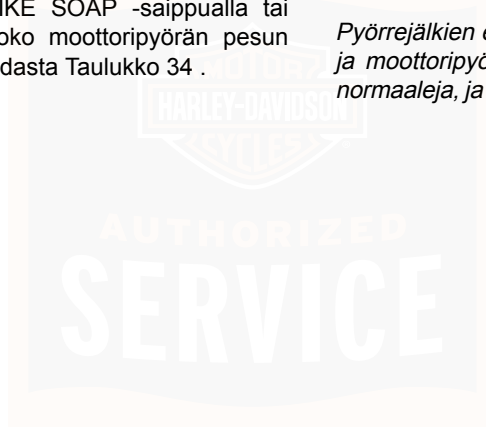 IKE SOAP -saippualla tai
oko moottoripyörän pesun
dasta Taulukko 34 .
Pyörrejälkien e
ja moottoripyö
normaaleja, ja
MOTOR
HARLEY-DAVIDSON
CYCLES
AUTHORIZED
SERVICE